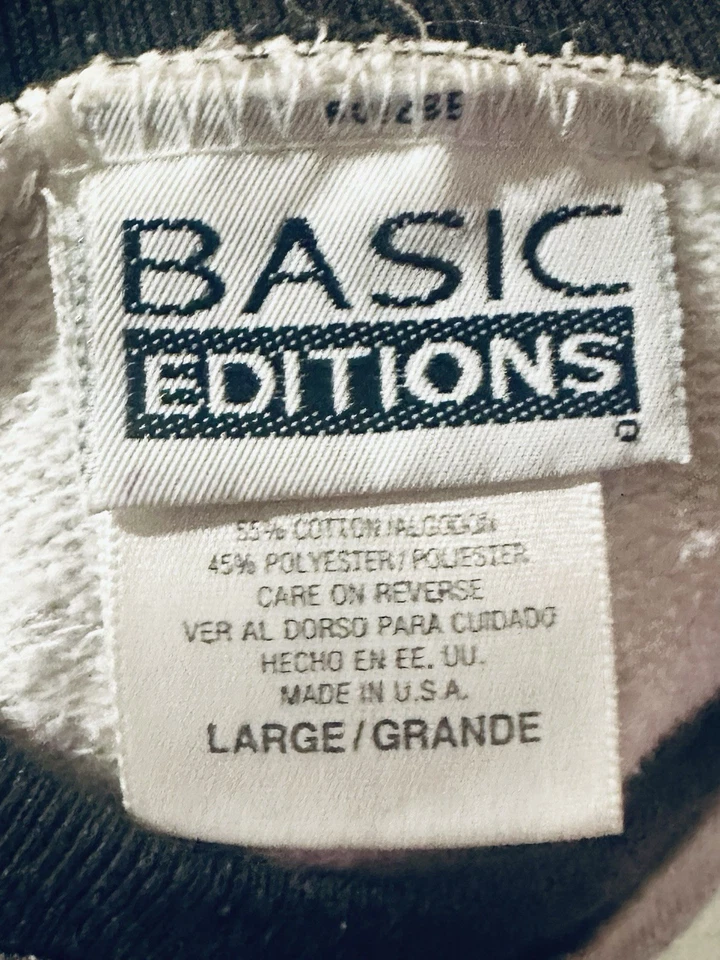 BASIC
EDITIONS
55% COTTON/ALGODON
45% POLYESTER/POLIESTER
CARE ON REVERSE
VER AL DORSO PARA CUIDADO
HECHO EN EE. UU.
MADE IN U.S.A.
LARGE/GRANDE